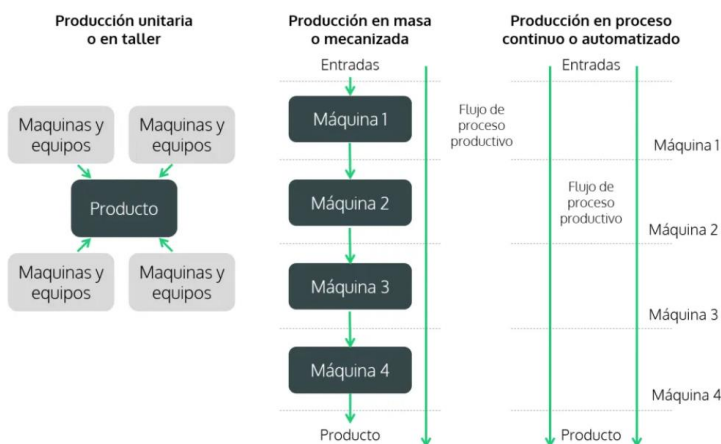 Producción unitaria
o en taller
Maquinas y
equipos
Maquinas y
equipos
Producto
Maquinas y
equipos
Maquinas y
equipos
Producción en masa
o mecanizada
Entradas
Máquina 1
Máquina 2
Máquina 3
Máquina 4
Producto
Flujo de
proceso
productivo
Producción en proceso
continuo o automatizado
Entradas
Flujo de
proceso
productivo
Máquina 1
Máquina 2
Máquina 3
Máquina 4
Producto